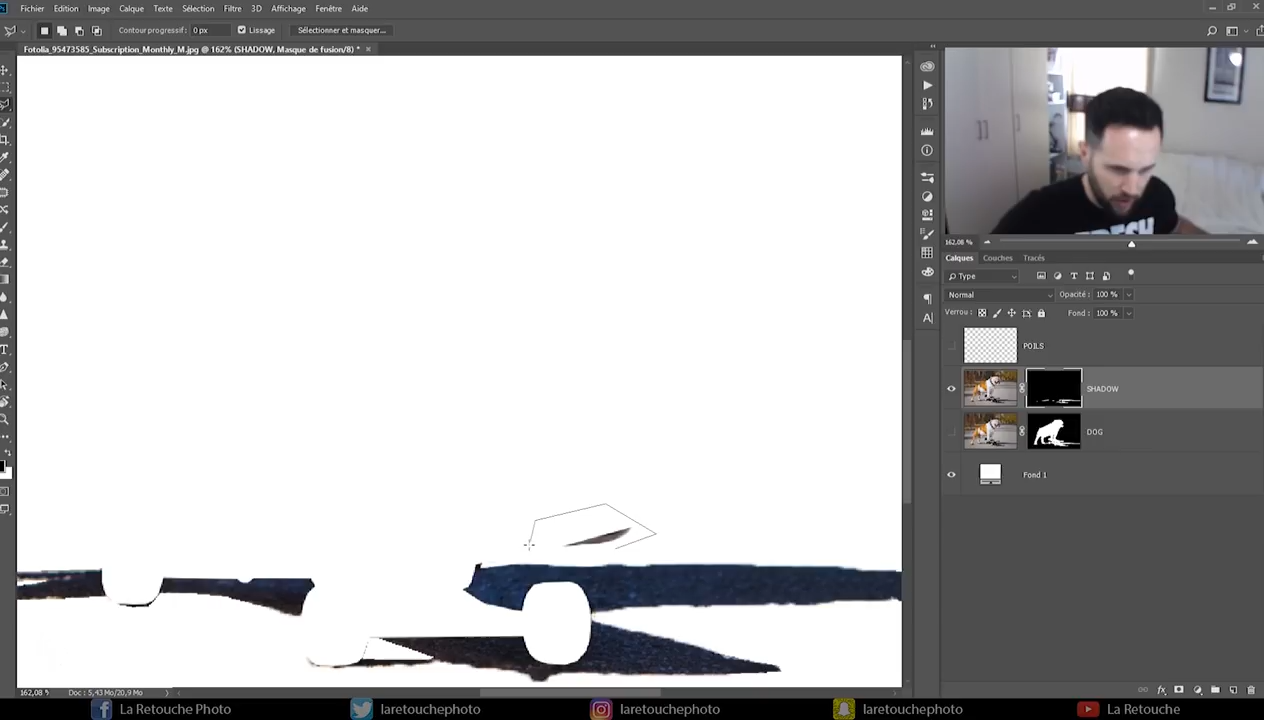 Fichier Edition Image Calque Texte Sélection Filtre 3D Affichage Fenêtre Aide
Contour progressif : 0 px Lissage Sélectionner et masquer...
Fotolia_95473585_Subscription_Monthly_M.jpg @ 162% (SHADOW, Masque de fusion/8) * ×
FRESH
162,08 %
Calques Couches Tracés
Type
Normal Opacité : 100 %
Verrou : Fond : 100 %
POILS
SHADOW
DOG
Fond 1
162,08 % Doc : 5,43 Mo/20,9 Mo
La Retouche Photo laretouchephoto laretouchephoto laretouchephoto La Retouche